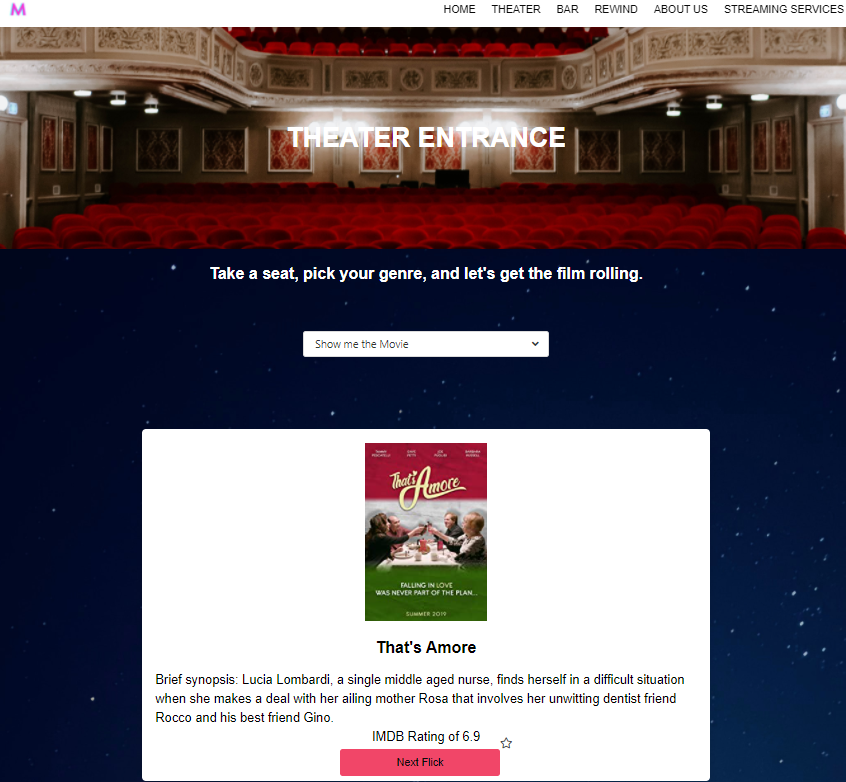 M
HOME THEATER BAR REWIND ABOUT US STREAMING SERVICES
THEATER ENTRANCE
Take a seat, pick your genre, and let's get the film rolling.
Show me the Movie
That's Amore
FALLING IN LOVE
WAS NEVER PART OF THE PLAN...
SUMMER 2019
That's Amore
Brief synopsis: Lucia Lombardi, a single middle aged nurse, finds herself in a difficult situation
when she makes a deal with her ailing mother Rosa that involves her unwitting dentist friend
Rocco and his best friend Gino.
IMDB Rating of 6.9
Next Flick